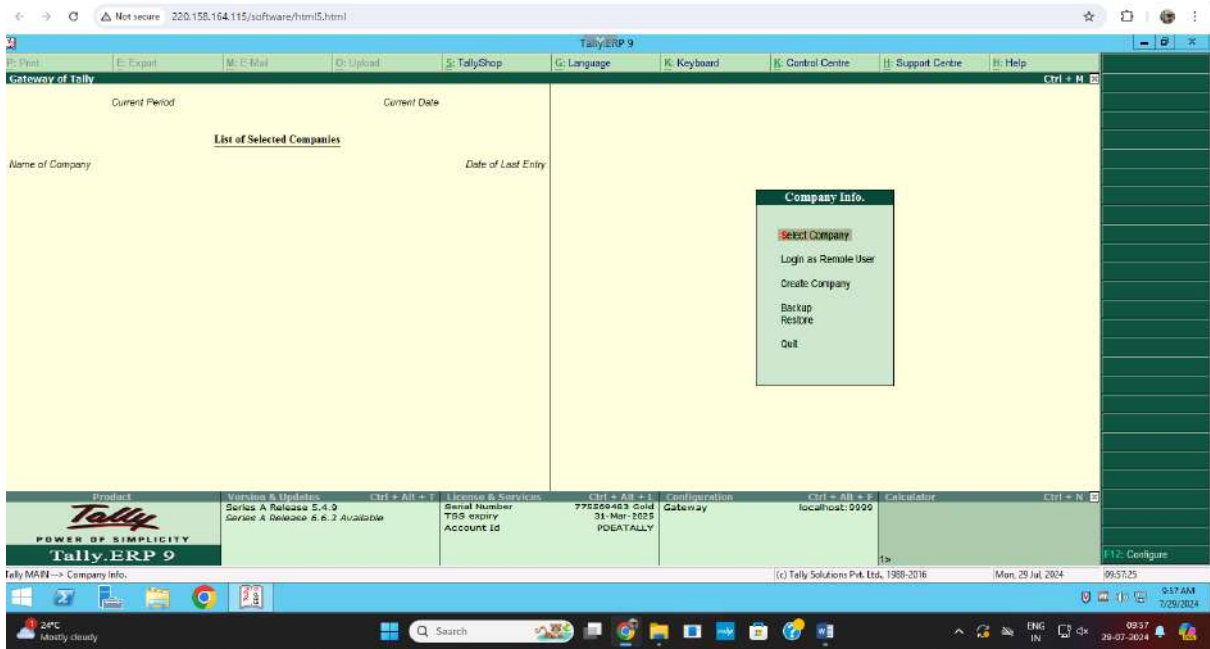 Not secure 220.158.164.115/software/html5.html
Tally.ERP 9
P: Print E: Export M: E-Mail O: Upload S: TallyShop G: Language K: Keyboard K: Control Centre H: Support Centre H: Help
Gateway of Tally Ctrl + M
Current Period Current Date
List of Selected Companies
Name of Company Date of Last Entry
Company Info.
Select Company
Login as Remote User
Create Company
Backup
Restore
Quit
Product Version & Updates Ctrl + Alt + T License & Services Ctrl + Alt + L Configuration Ctrl + Alt + F Calculator Ctrl + N
Tally
POWER OF SIMPLICITY
Tally.ERP 9
Series A Release 5.4.9
Series A Release 6.6.3 Available
Serial Number Gold
TSS expiry 31-Mar-2025
Account Id PDEATALLY
Gateway localhost:9999
1>
F12: Configure
Tally MAIN --> Company Info. (c) Tally Solutions Pvt. Ltd., 1988-2016 Mon, 29 Jul, 2024 09:57:25
9:57 AM
7/29/2024
24°C
Mostly cloudy
Search
ENG
IN
09:57
29-07-2024